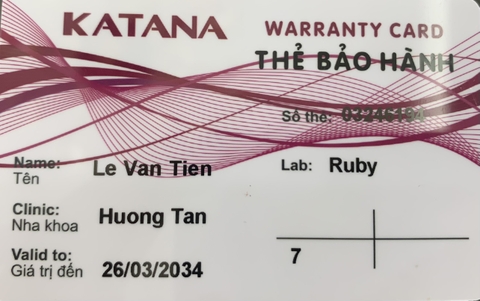 KATANA
WARRANTY CARD
THẺ BẢO HÀNH
Số thẻ:
Name: Le Van Tien
Tên
Lab: Ruby
Clinic: Huong Tan
Nha khoa
Valid to:
Giá trị đến 26/03/2034
7